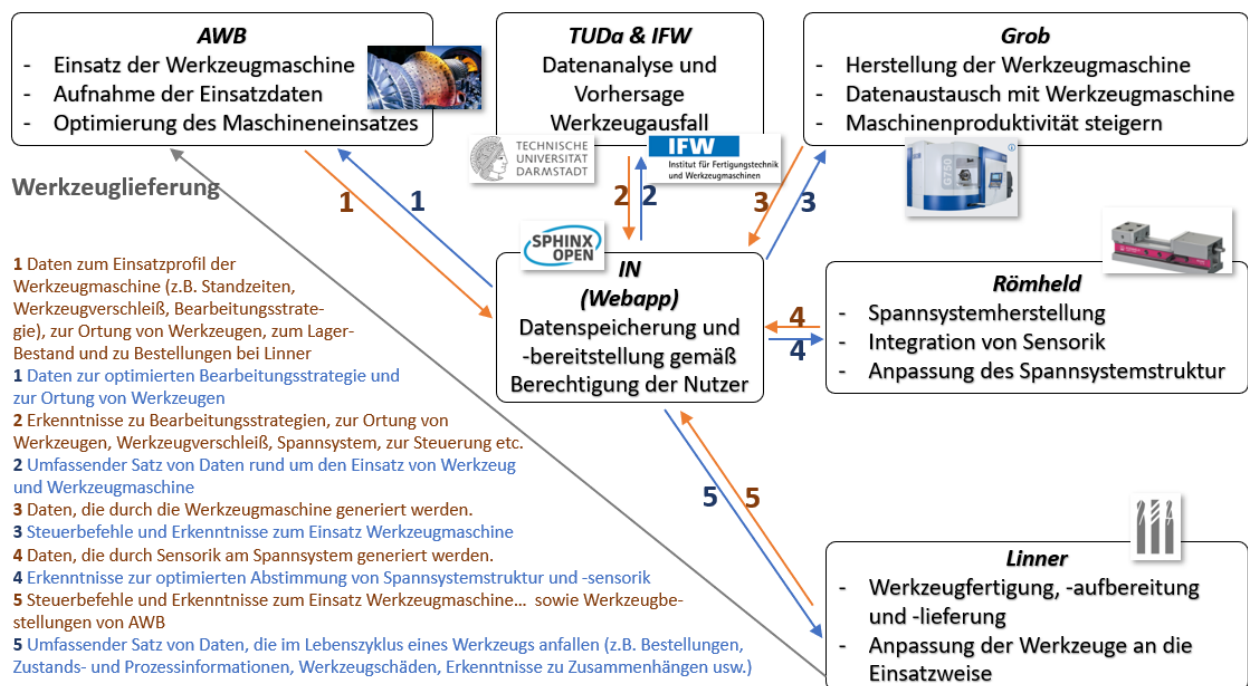 AWB
- Einsatz der Werkzeugmaschine
- Aufnahme der Einsatzdaten
- Optimierung des Maschineneinsatzes
TUDa & IFW
Datenanalyse und
Vorhersage
Werkzeugausfall
TECHNISCHE
UNIVERSITÄT
DARMSTADT
IFW
Institut für Fertigungstechnik
und Werkzeugmaschinen
Grob
- Herstellung der Werkzeugmaschine
- Datenaustausch mit Werkzeugmaschine
- Maschinenproduktivität steigern
G750
Werkzeuglieferung
1
1
2
2
3
3
SPHINX
OPEN
IN
(Webapp)
Datenspeicherung und
-bereitstellung gemäß
Berechtigung der Nutzer
4
4
Römheld
- Spannsystemherstellung
- Integration von Sensorik
- Anpassung des Spannsystemstruktur
1 Daten zum Einsatzprofil der
Werkzeugmaschine (z.B. Standzeiten,
Werkzeugverschleiß, Bearbeitungsstrate-
gie), zur Ortung von Werkzeugen, zum Lager-
Bestand und zu Bestellungen bei Linner
1 Daten zur optimierten Bearbeitungsstrategie und
zur Ortung von Werkzeugen
2 Erkenntnisse zu Bearbeitungsstrategien, zur Ortung von
Werkzeugen, Werkzeugverschleiß, Spannsystem, zur Steuerung etc.
2 Umfassender Satz von Daten rund um den Einsatz von Werkzeug
und Werkzeugmaschine
3 Daten, die durch die Werkzeugmaschine generiert werden.
3 Steuerbefehle und Erkenntnisse zum Einsatz Werkzeugmaschine
4 Daten, die durch Sensorik am Spannsystem generiert werden.
4 Erkenntnisse zur optimierten Abstimmung von Spannsystemstruktur und -sensorik
5 Steuerbefehle und Erkenntnisse zum Einsatz Werkzeugmaschine… sowie Werkzeugbe-
stellungen von AWB
5 Umfassender Satz von Daten, die im Lebenszyklus eines Werkzeugs anfallen (z.B. Bestellungen,
Zustands- und Prozessinformationen, Werkzeugschäden, Erkenntnisse zu Zusammenhängen usw.)
5
5
Linner
- Werkzeugfertigung, -aufbereitung
und -lieferung
- Anpassung der Werkzeuge an die
Einsatzweise